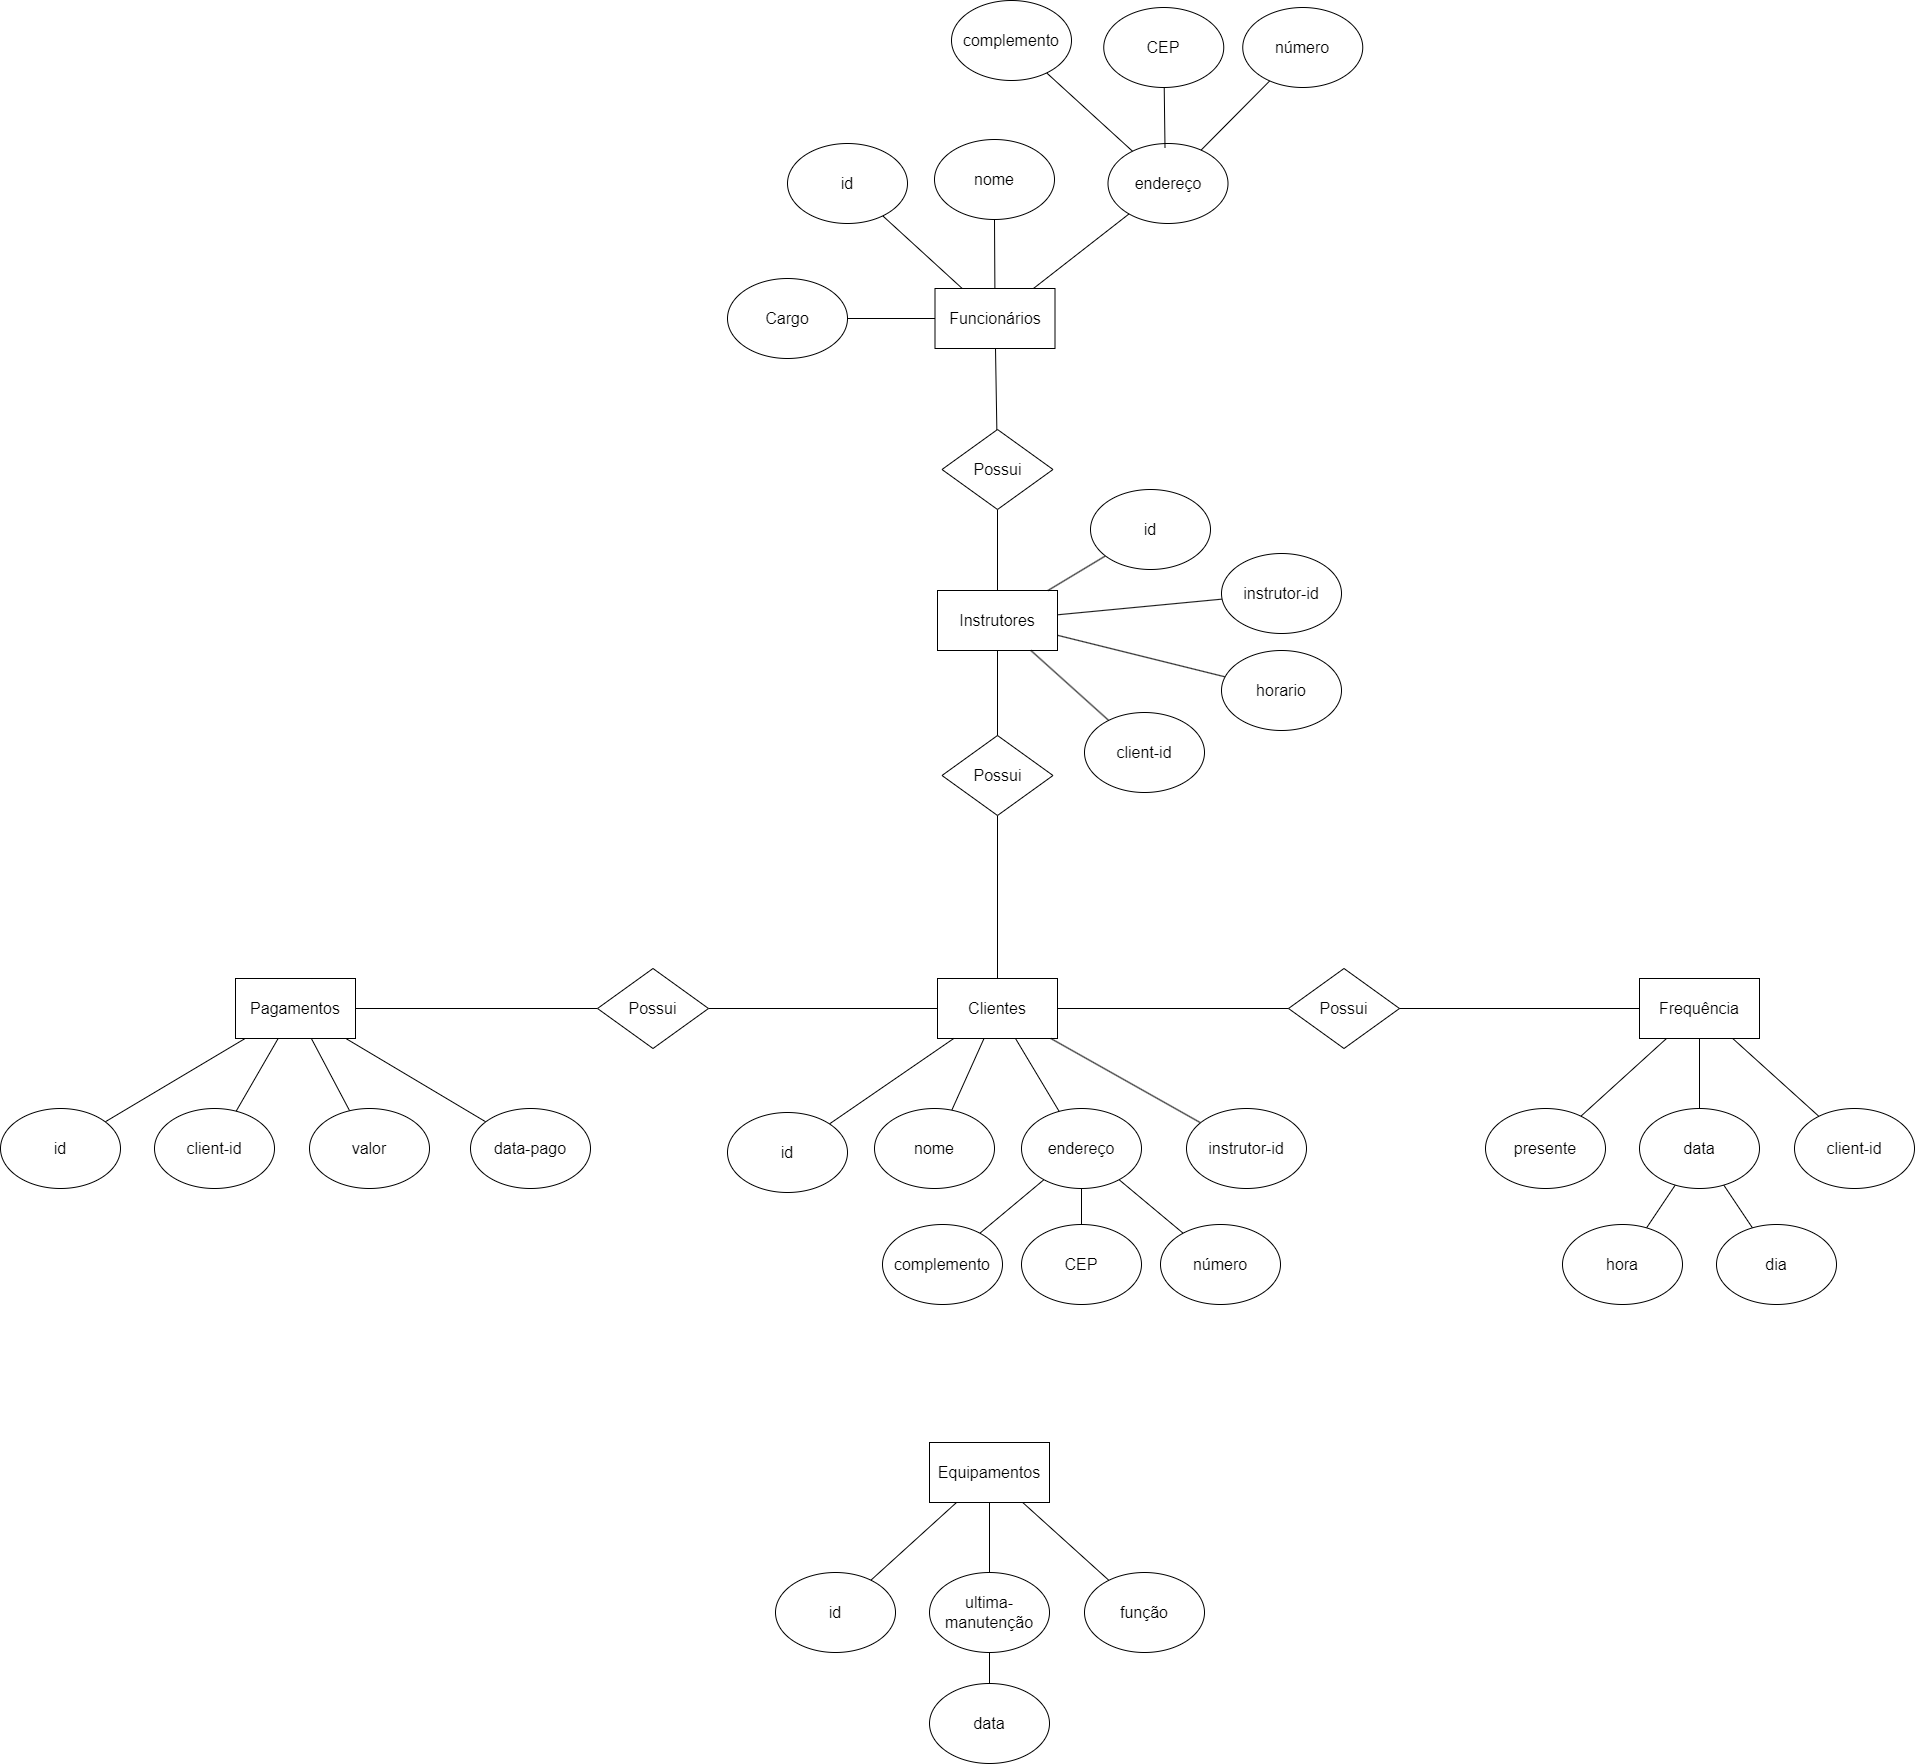 complemento
CEP
número
id
nome
endereço
Cargo
Funcionários
Possui
id
instrutor-id
Instrutores
horario
client-id
Possui
Pagamentos
Possui
Clientes
Possui
Frequência
id
client-id
valor
data-pago
id
nome
endereço
instrutor-id
presente
data
client-id
complemento
CEP
número
hora
dia
Equipamentos
id
ultima-
manutenção
função
data